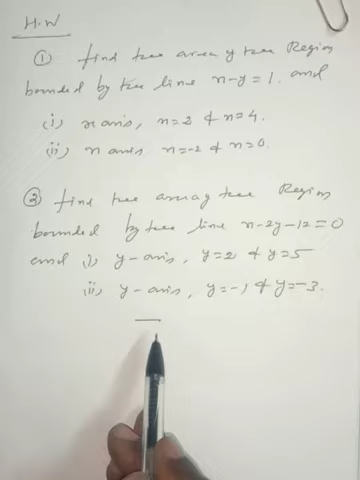 H.W
① find the area of the Region
bounded by the line x-y=1. and
(i) x axis, x=2 & x=4.
(ii) x axis x=-2 & x=0.
② find the area of the Region
bounded by the line x-2y-12=0
and i) y-axis, y=2 & y=5
(ii) y-axis, y=-1 & y=-3.